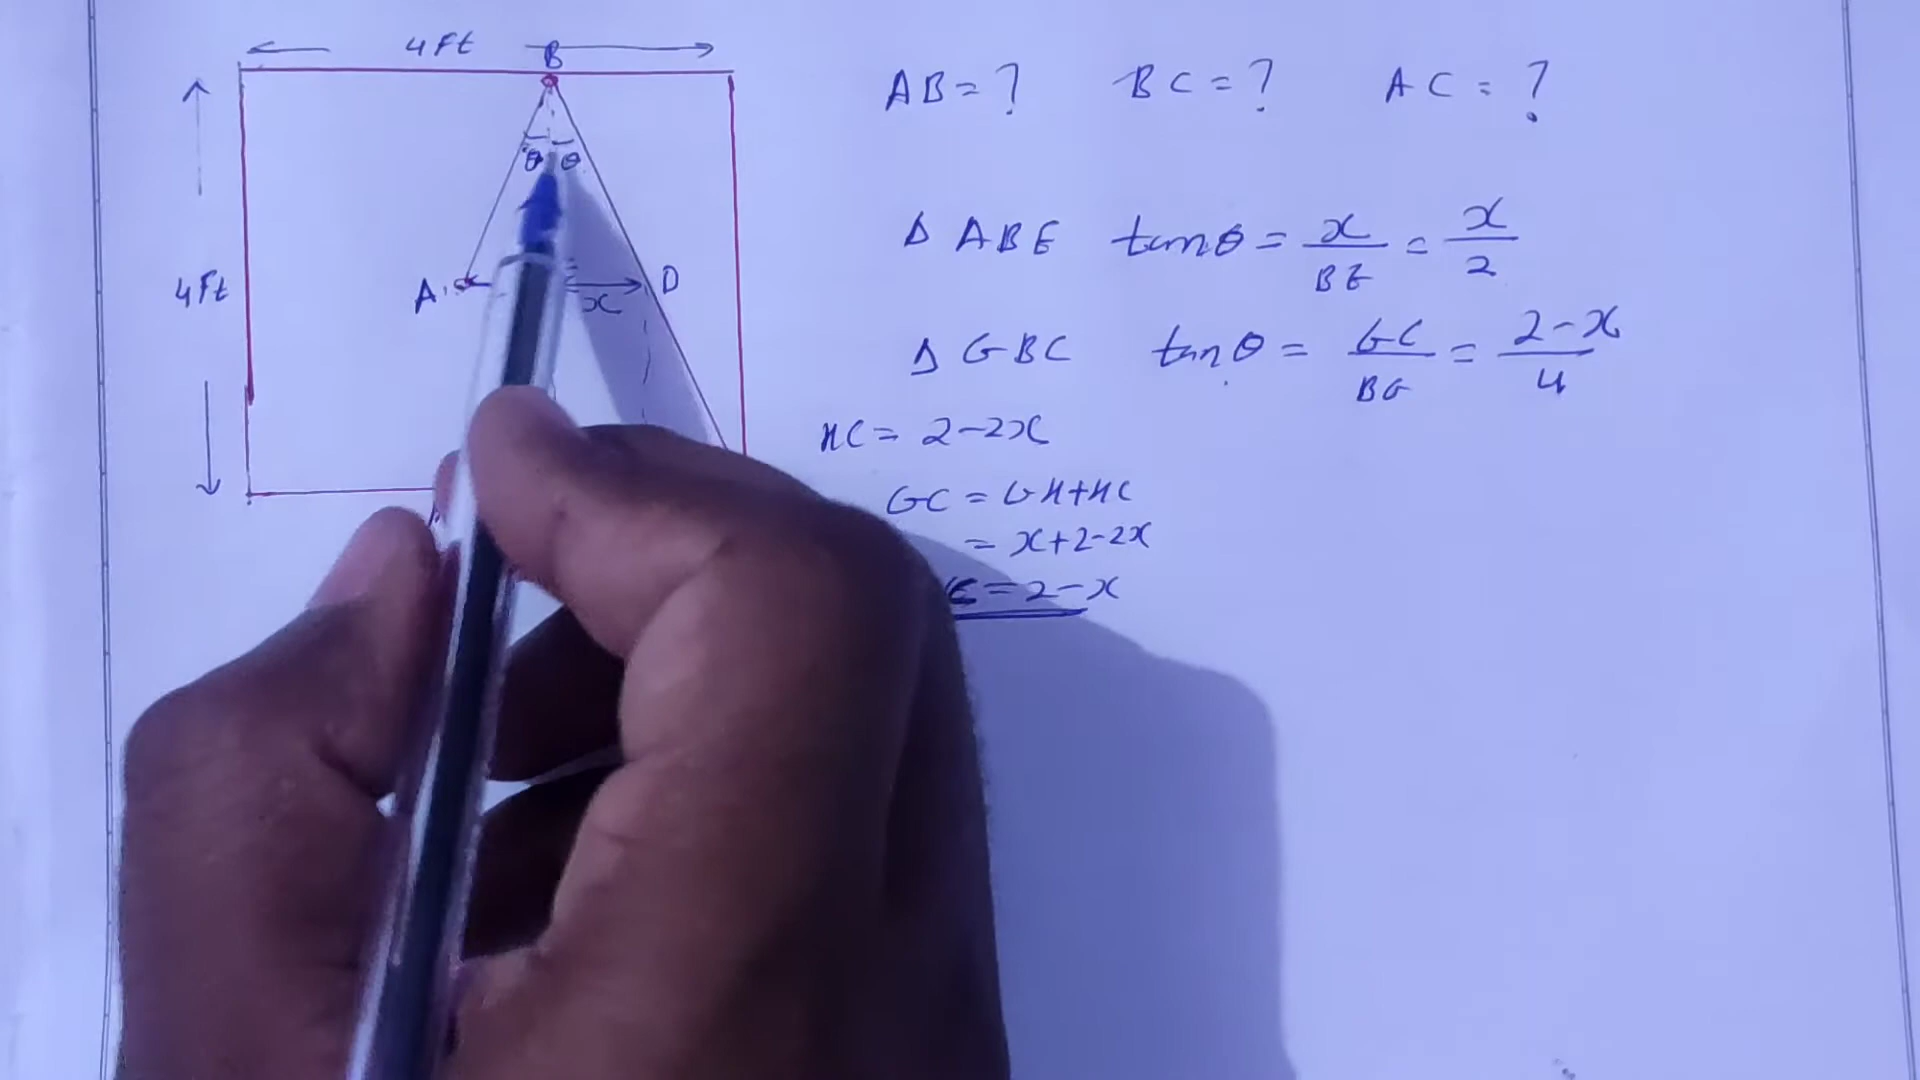 4Ft
B
θ θ
A
x
D
4Ft
AB = ? BC = ? AC = ?
Δ ABE tanθ = x/BE = x/2
Δ GBC tanθ = GC/BG = 2-x/4
HC = 2-2x
GC = GH+HC
= x+2-2x
= 2-x